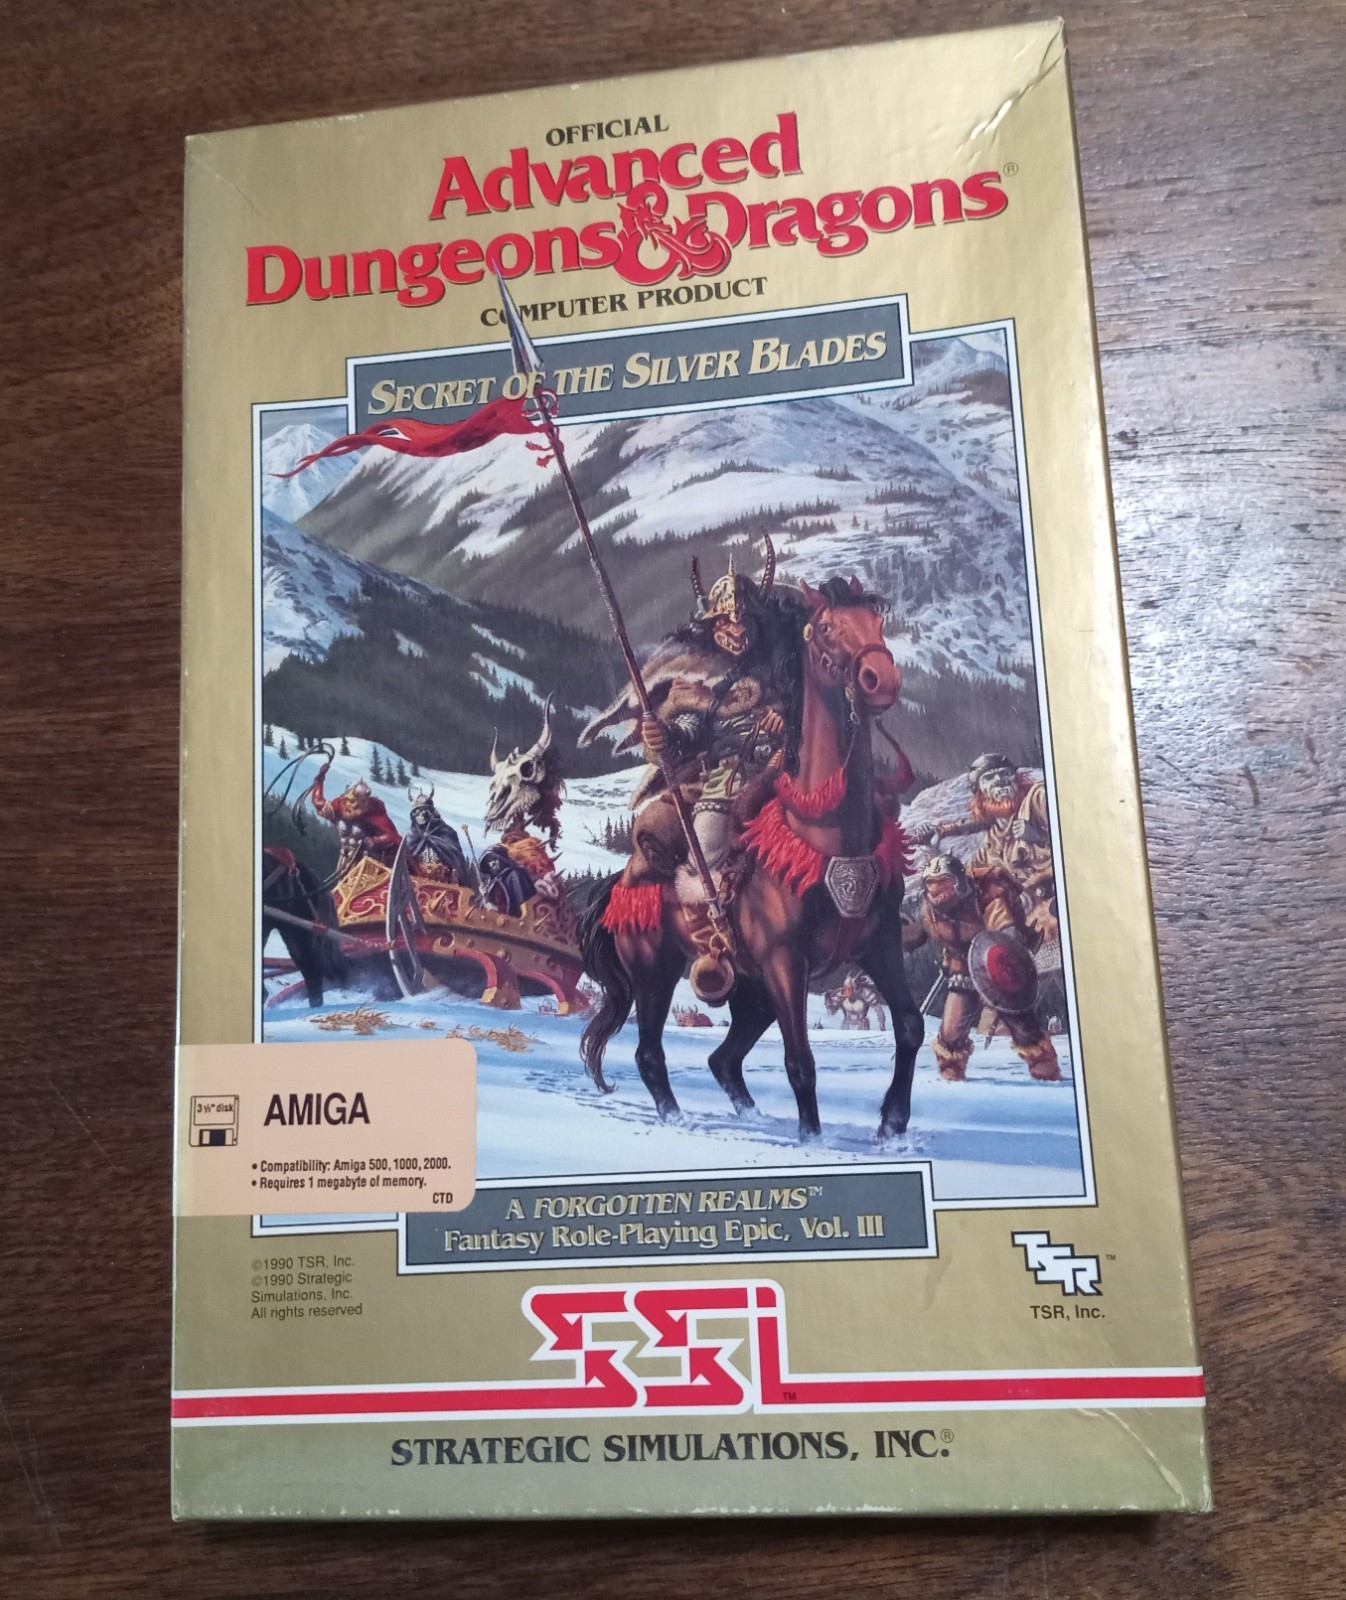 OFFICIAL
Advanced
Dungeons & Dragons®
COMPUTER PRODUCT
SECRET OF THE SILVER BLADES
3 ½" disk
AMIGA
• Compatibility: Amiga 500, 1000, 2000.
• Requires 1 megabyte of memory.
CTD
A FORGOTTEN REALMS™
Fantasy Role-Playing Epic, Vol. III
©1990 TSR, Inc.
©1990 Strategic
Simulations, Inc.
All rights reserved
TSR™
TSR, Inc.
SSI™
STRATEGIC SIMULATIONS, INC.®